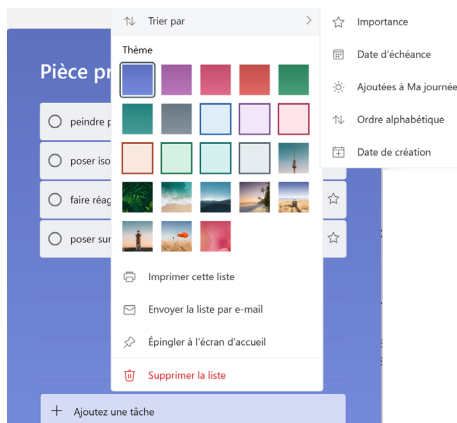 Trier par
Importance
Thème
Date d'échéance
Pièce pr
Ajoutées à Ma journée
peindre p
Ordre alphabétique
poser iso
Date de création
faire réag
poser sur
Imprimer cette liste
Envoyer la liste par e-mail
Épingler à l'écran d'accueil
Supprimer la liste
Ajoutez une tâche